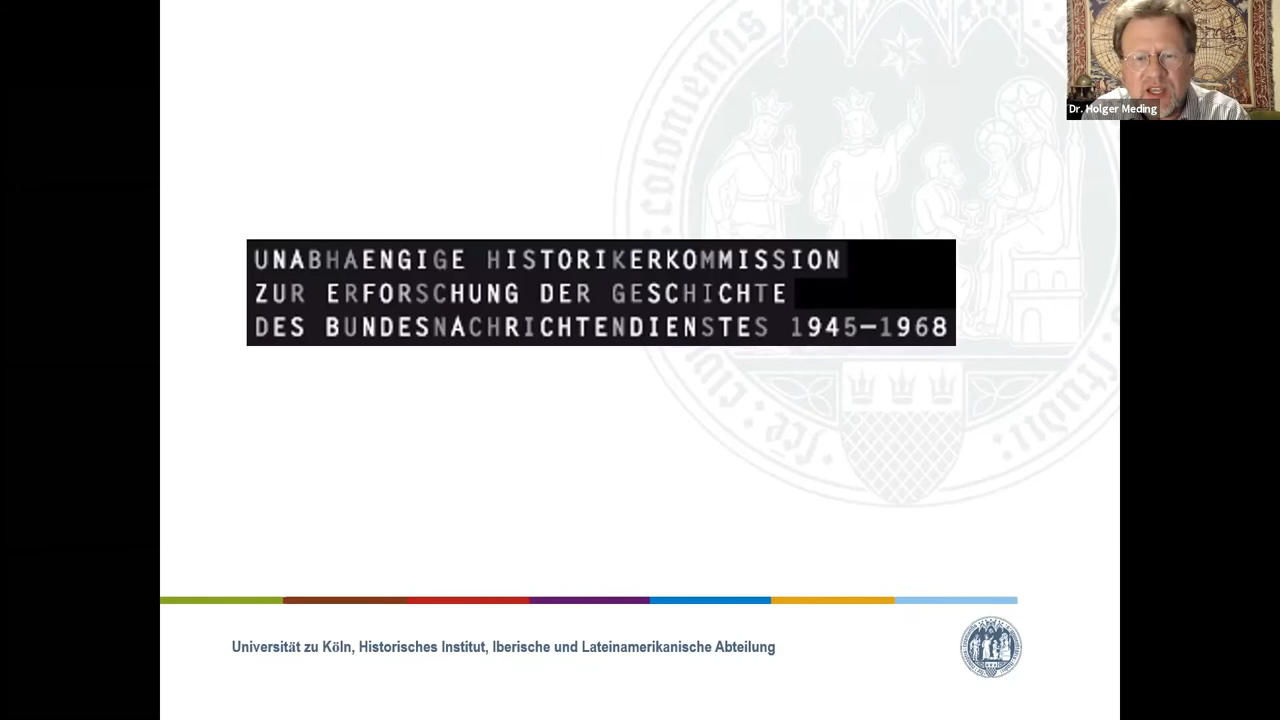 Dr. Holger Meding
UNABHAENGIGE HISTORIKERKOMMISSION
ZUR ERFORSCHUNG DER GESCHICHTE
DES BUNDESNACHRICHTENDIENSTES 1945–1968
Universität zu Köln, Historisches Institut, Iberische und Lateinamerikanische Abteilung